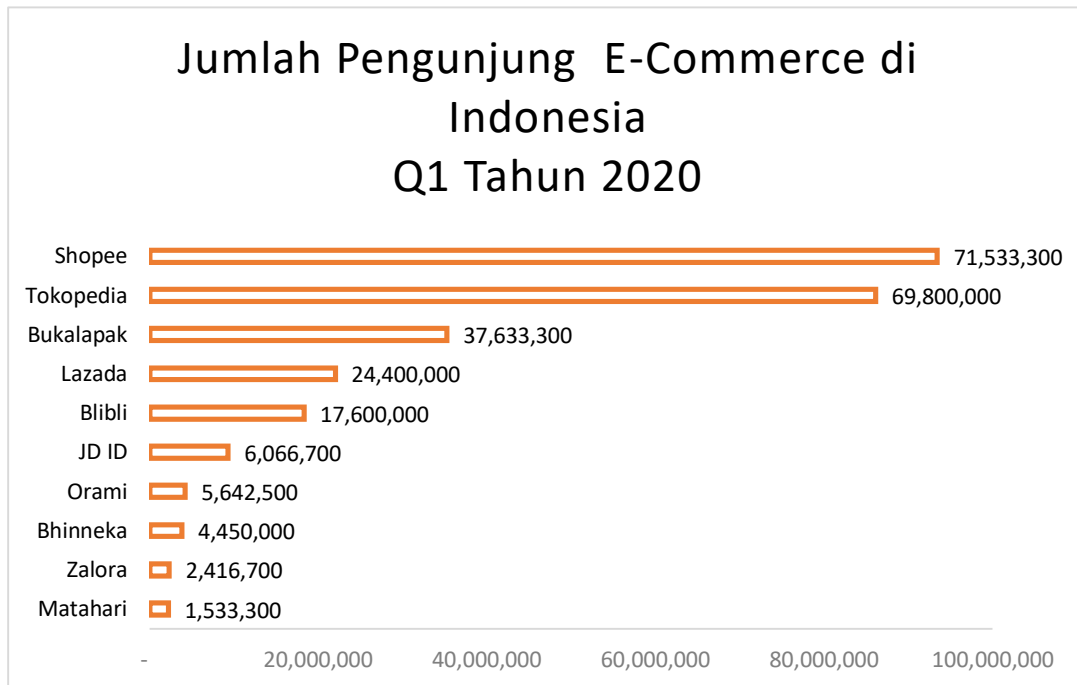 Jumlah Pengunjung E-Commerce di
Indonesia
Q1 Tahun 2020
Shopee 71,533,300
Tokopedia 69,800,000
Bukalapak 37,633,300
Lazada 24,400,000
Blibli 17,600,000
JD ID 6,066,700
Orami 5,642,500
Bhinneka 4,450,000
Zalora 2,416,700
Matahari 1,533,300
- 20,000,000 40,000,000 60,000,000 80,000,000 100,000,000